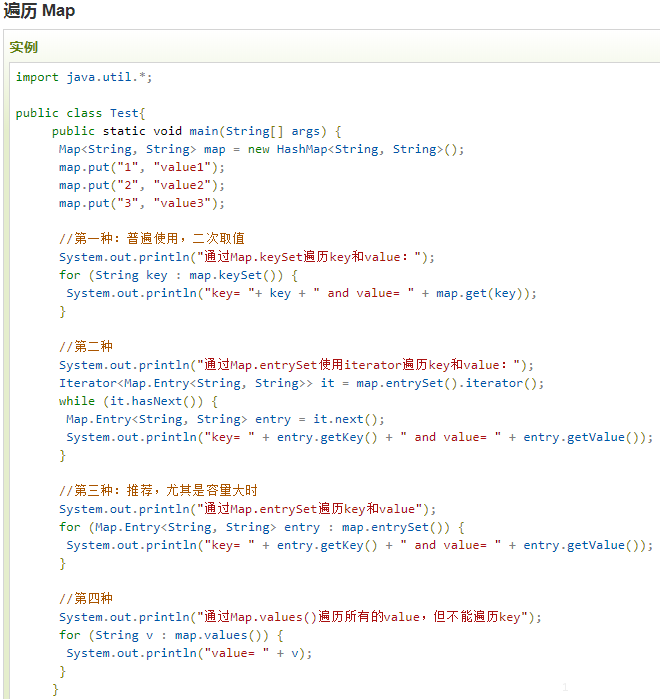 遍历 Map
实例
import java.util.*;
public class Test{
public static void main(String[] args) {
Map<String, String> map = new HashMap<String, String>();
map.put("1", "value1");
map.put("2", "value2");
map.put("3", "value3");
//第一种：普遍使用，二次取值
System.out.println("通过Map.keySet遍历key和value：");
for (String key : map.keySet()) {
System.out.println("key= "+ key + " and value= " + map.get(key));
}
//第二种
System.out.println("通过Map.entrySet使用iterator遍历key和value：");
Iterator<Map.Entry<String, String>> it = map.entrySet().iterator();
while (it.hasNext()) {
Map.Entry<String, String> entry = it.next();
System.out.println("key= " + entry.getKey() + " and value= " + entry.getValue());
}
//第三种：推荐，尤其是容量大时
System.out.println("通过Map.entrySet遍历key和value");
for (Map.Entry<String, String> entry : map.entrySet()) {
System.out.println("key= " + entry.getKey() + " and value= " + entry.getValue());
}
//第四种
System.out.println("通过Map.values()遍历所有的value，但不能遍历key");
for (String v : map.values()) {
System.out.println("value= " + v);
}
}